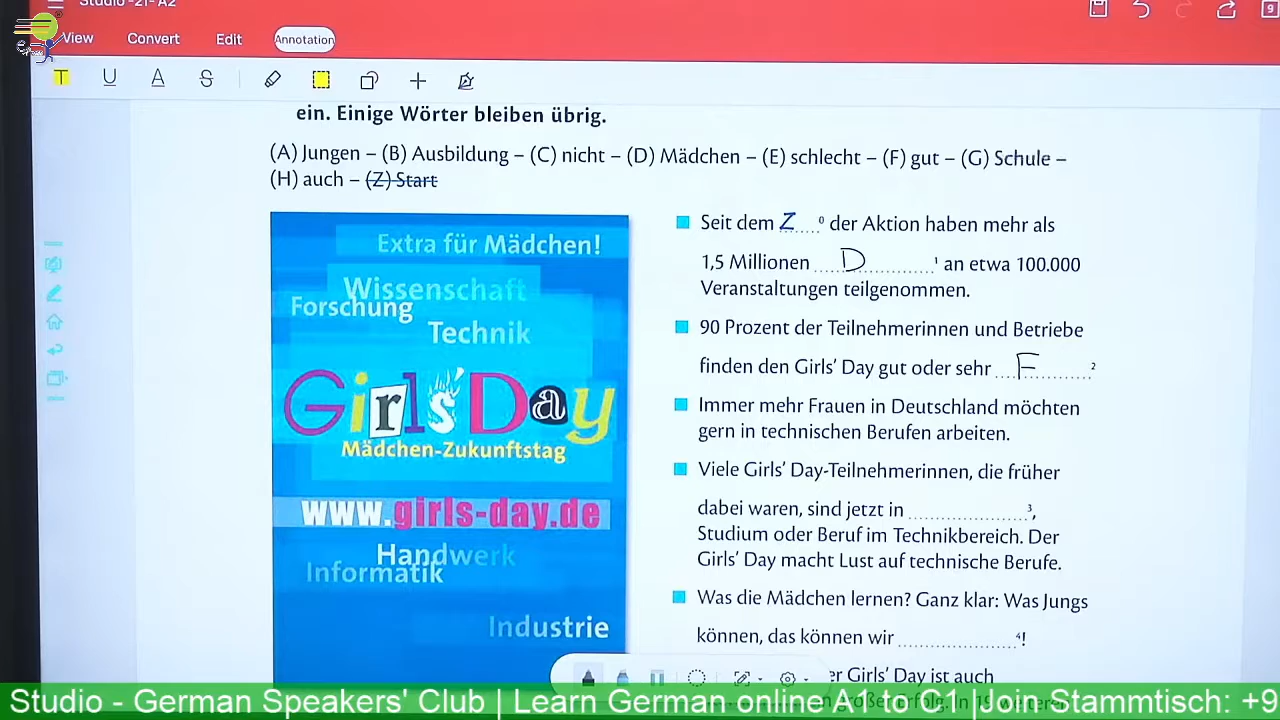 Studio -21- A2
View Convert Edit Annotation
9
T U A S
ein. Einige Wörter bleiben übrig.
(A) Jungen – (B) Ausbildung – (C) nicht – (D) Mädchen – (E) schlecht – (F) gut – (G) Schule –
(H) auch – (Z) Start
Extra für Mädchen!
Wissenschaft
Forschung
Technik
Girls'Day
Mädchen-Zukunftstag
www.girls-day.de
Handwerk
Informatik
Industrie
Seit dem Z ⁰ der Aktion haben mehr als
1,5 Millionen D ¹ an etwa 100.000
Veranstaltungen teilgenommen.
90 Prozent der Teilnehmerinnen und Betriebe
finden den Girls' Day gut oder sehr F ²
Immer mehr Frauen in Deutschland möchten
gern in technischen Berufen arbeiten.
Viele Girls' Day-Teilnehmerinnen, die früher
dabei waren, sind jetzt in ....................³,
Studium oder Beruf im Technikbereich. Der
Girls' Day macht Lust auf technische Berufe.
Was die Mädchen lernen? Ganz klar: Was Jungs
können, das können wir ....................⁴!
Girls' Day ist auch
Studio - German Speakers' Club | Learn German online A1 to C1 |Join Stammtisch: +9